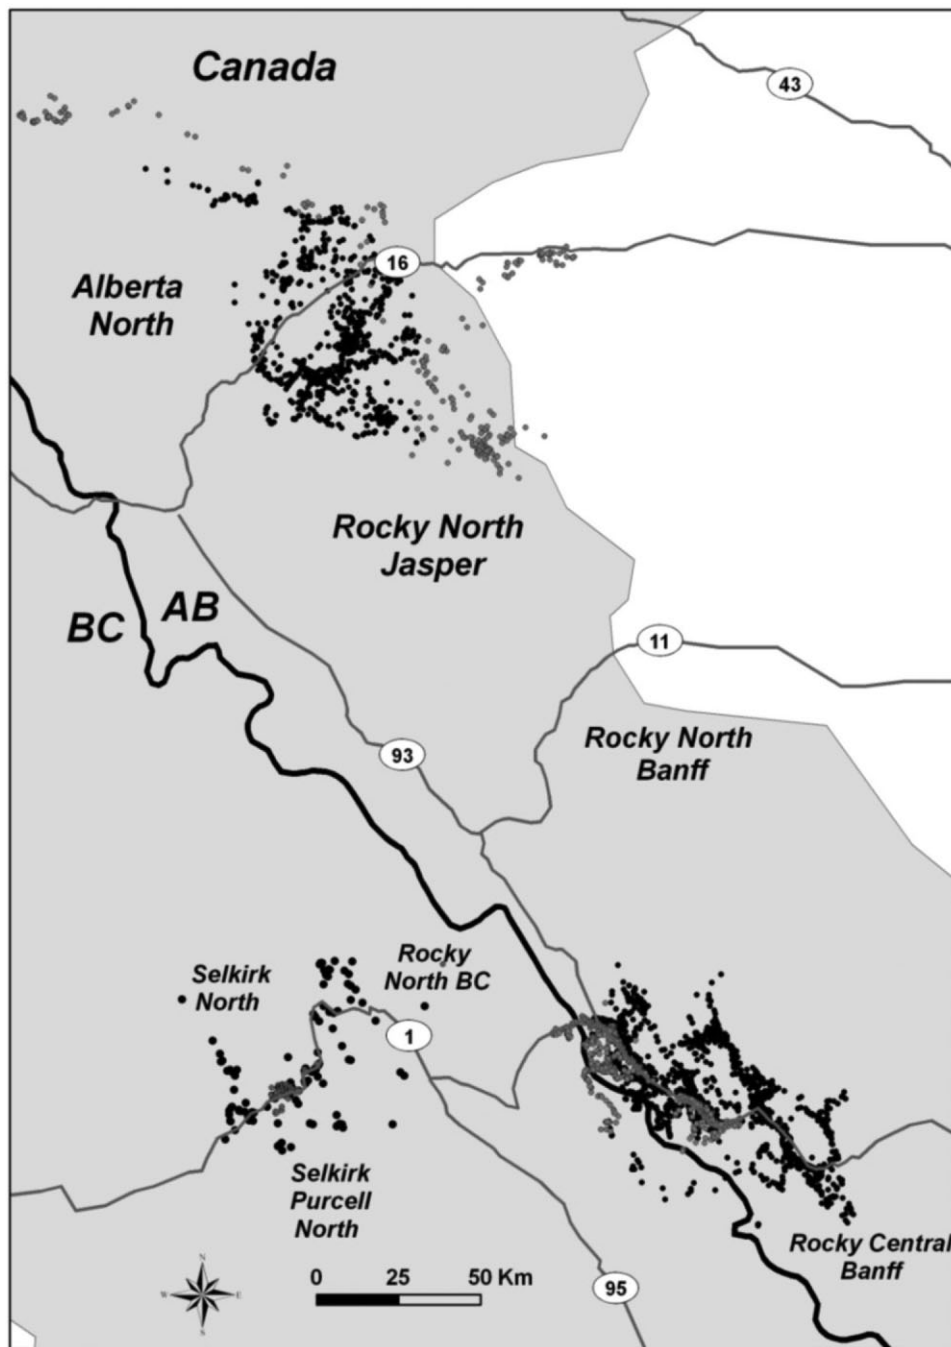 Canada
43
16
Alberta
North
Rocky North
Jasper
BC
AB
11
Rocky North
Banff
93
Rocky
North BC
Selkirk
North
1
Selkirk
Purcell
North
Rocky Central
Banff
N
W
E
S
0 25 50 Km
95